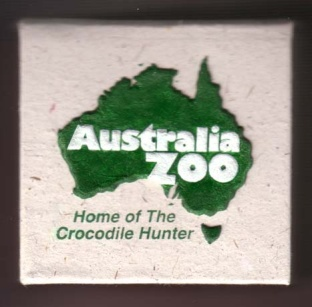 Australia
ZOO
Home of The
Crocodile Hunter